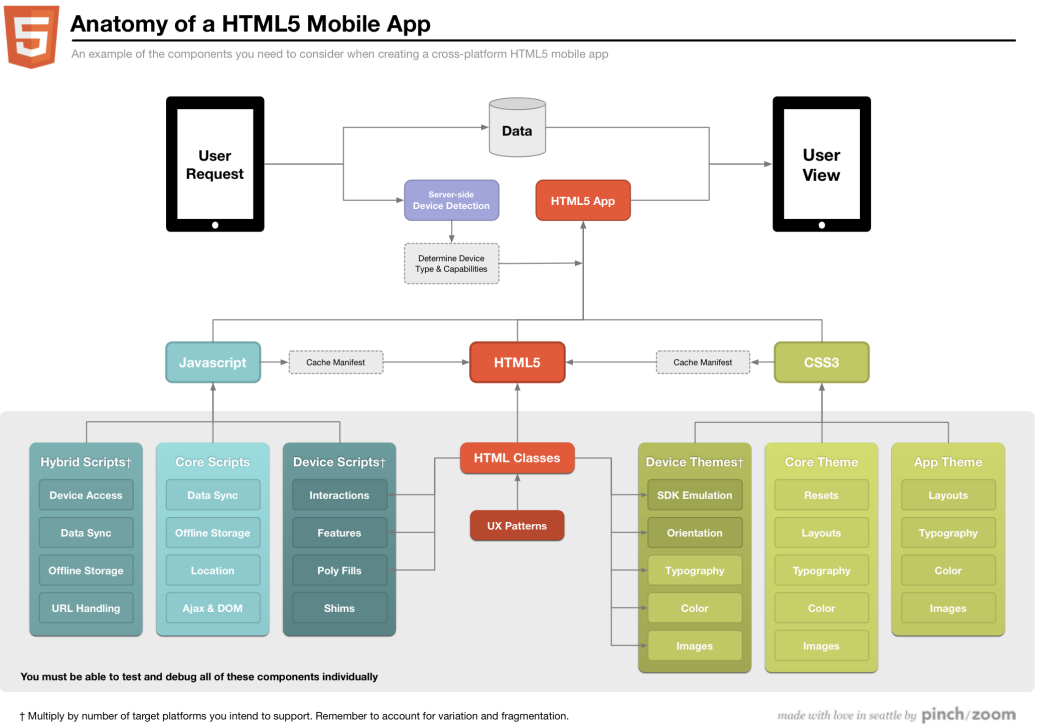 Anatomy of a HTML5 Mobile App
An example of the components you need to consider when creating a cross-platform HTML5 mobile app
User
Request
Data
User
View
Server-side
Device Detection
HTML5 App
Determine Device
Type & Capabilities
Javascript
Cache Manifest
HTML5
Cache Manifest
CSS3
Hybrid Scripts†
Device Access
Data Sync
Offline Storage
URL Handling
Core Scripts
Data Sync
Offline Storage
Location
Ajax & DOM
Device Scripts†
Interactions
Features
Poly Fills
Shims
HTML Classes
UX Patterns
Device Themes†
SDK Emulation
Orientation
Typography
Color
Images
Core Theme
Resets
Layouts
Typography
Color
Images
App Theme
Layouts
Typography
Color
Images
You must be able to test and debug all of these components individually
† Multiply by number of target platforms you intend to support. Remember to account for variation and fragmentation.
made with love in seattle by pinch/zoom